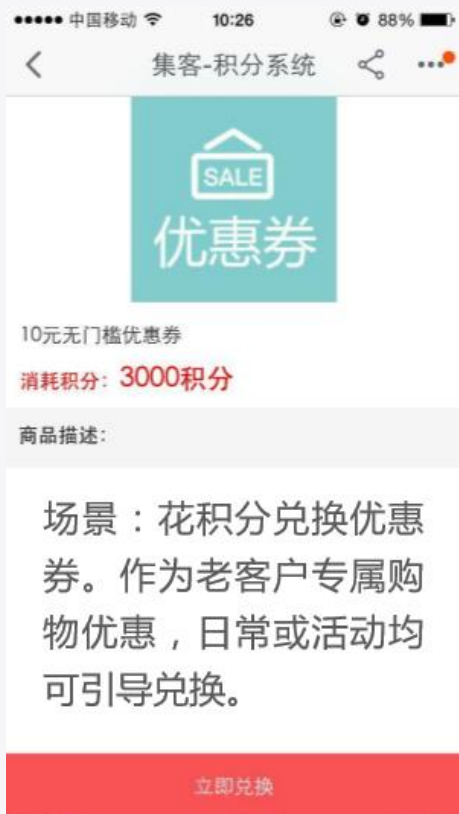 中国移动 10:26 88%
集客-积分系统
SALE
优惠券
10元无门槛优惠券
消耗积分：3000积分
商品描述：
场景：花积分兑换优惠
券。作为老客户专属购
物优惠，日常或活动均
可引导兑换。
立即兑换